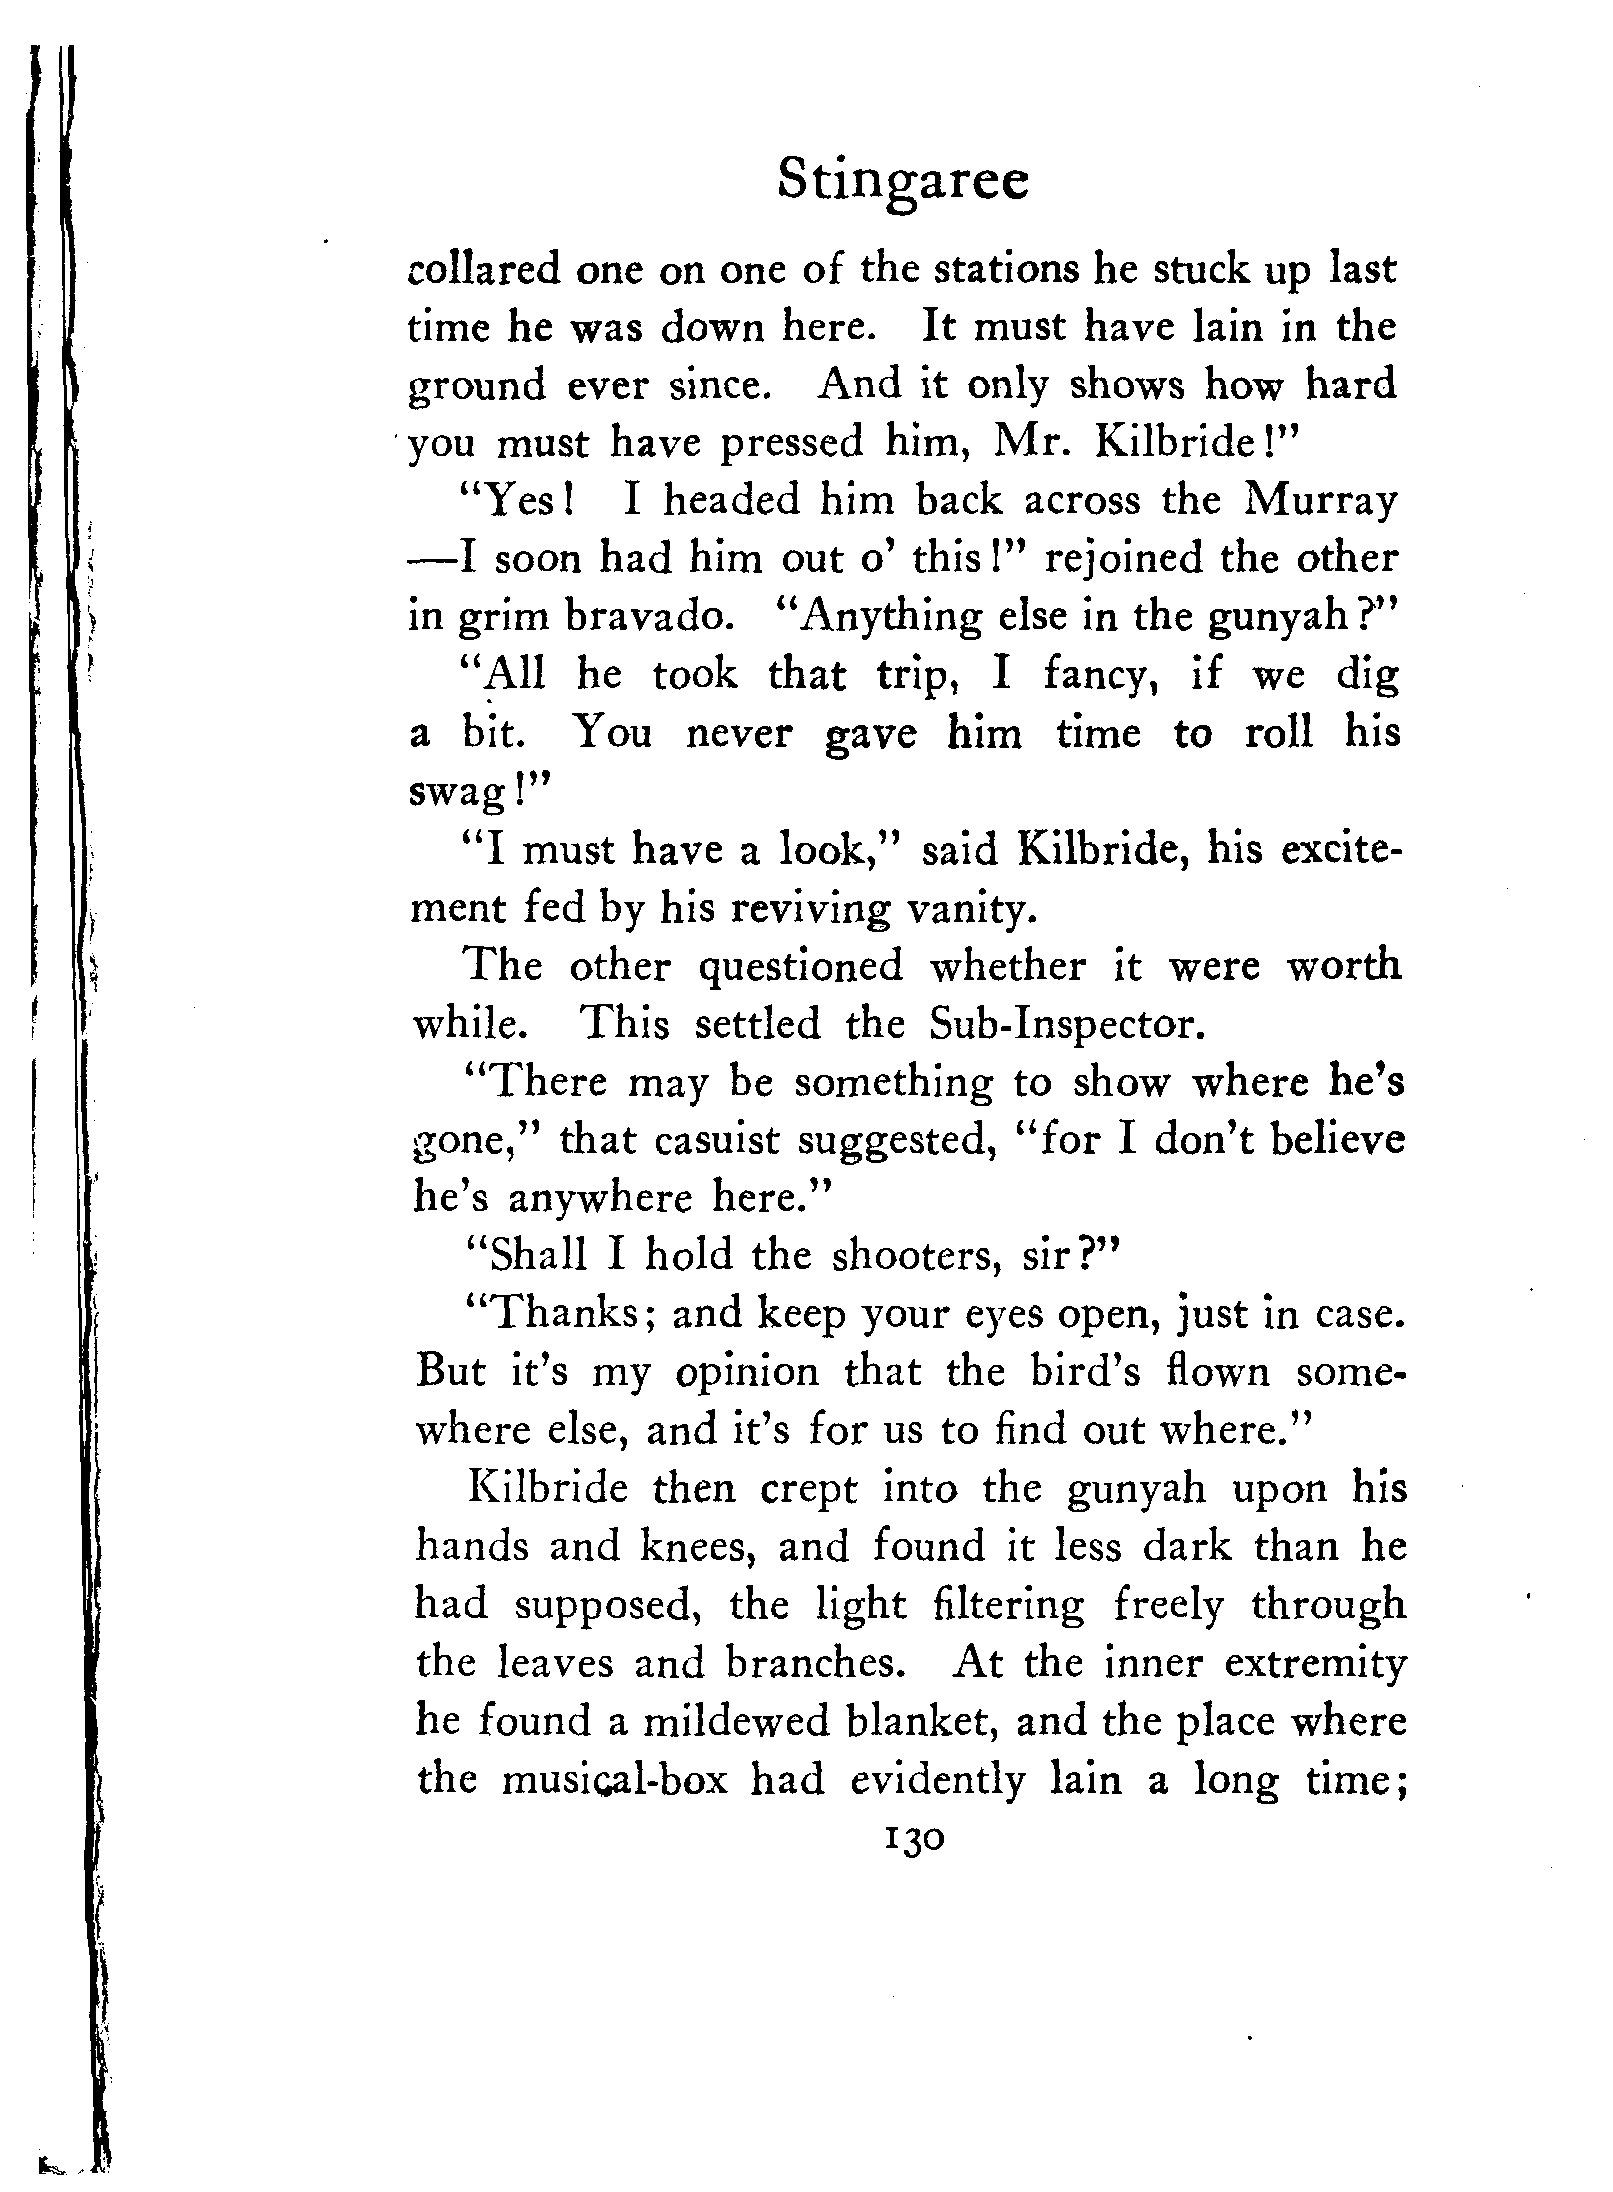 Stingaree
collared one on one of the stations he stuck up last
time he was down here. It must have lain in the
ground ever since. And it only shows how hard
you must have pressed him, Mr. Kilbride!"
"Yes! I headed him back across the Murray
—I soon had him out o' this!" rejoined the other
in grim bravado. "Anything else in the gunyah?"
"All he took that trip, I fancy, if we dig
a bit. You never gave him time to roll his
swag!"
"I must have a look," said Kilbride, his excite-
ment fed by his reviving vanity.
The other questioned whether it were worth
while. This settled the Sub-Inspector.
"There may be something to show where he's
gone," that casuist suggested, "for I don't believe
he's anywhere here."
"Shall I hold the shooters, sir?"
"Thanks; and keep your eyes open, just in case.
But it's my opinion that the bird's flown some-
where else, and it's for us to find out where."
Kilbride then crept into the gunyah upon his
hands and knees, and found it less dark than he
had supposed, the light filtering freely through
the leaves and branches. At the inner extremity
he found a mildewed blanket, and the place where
the musical-box had evidently lain a long time;
130